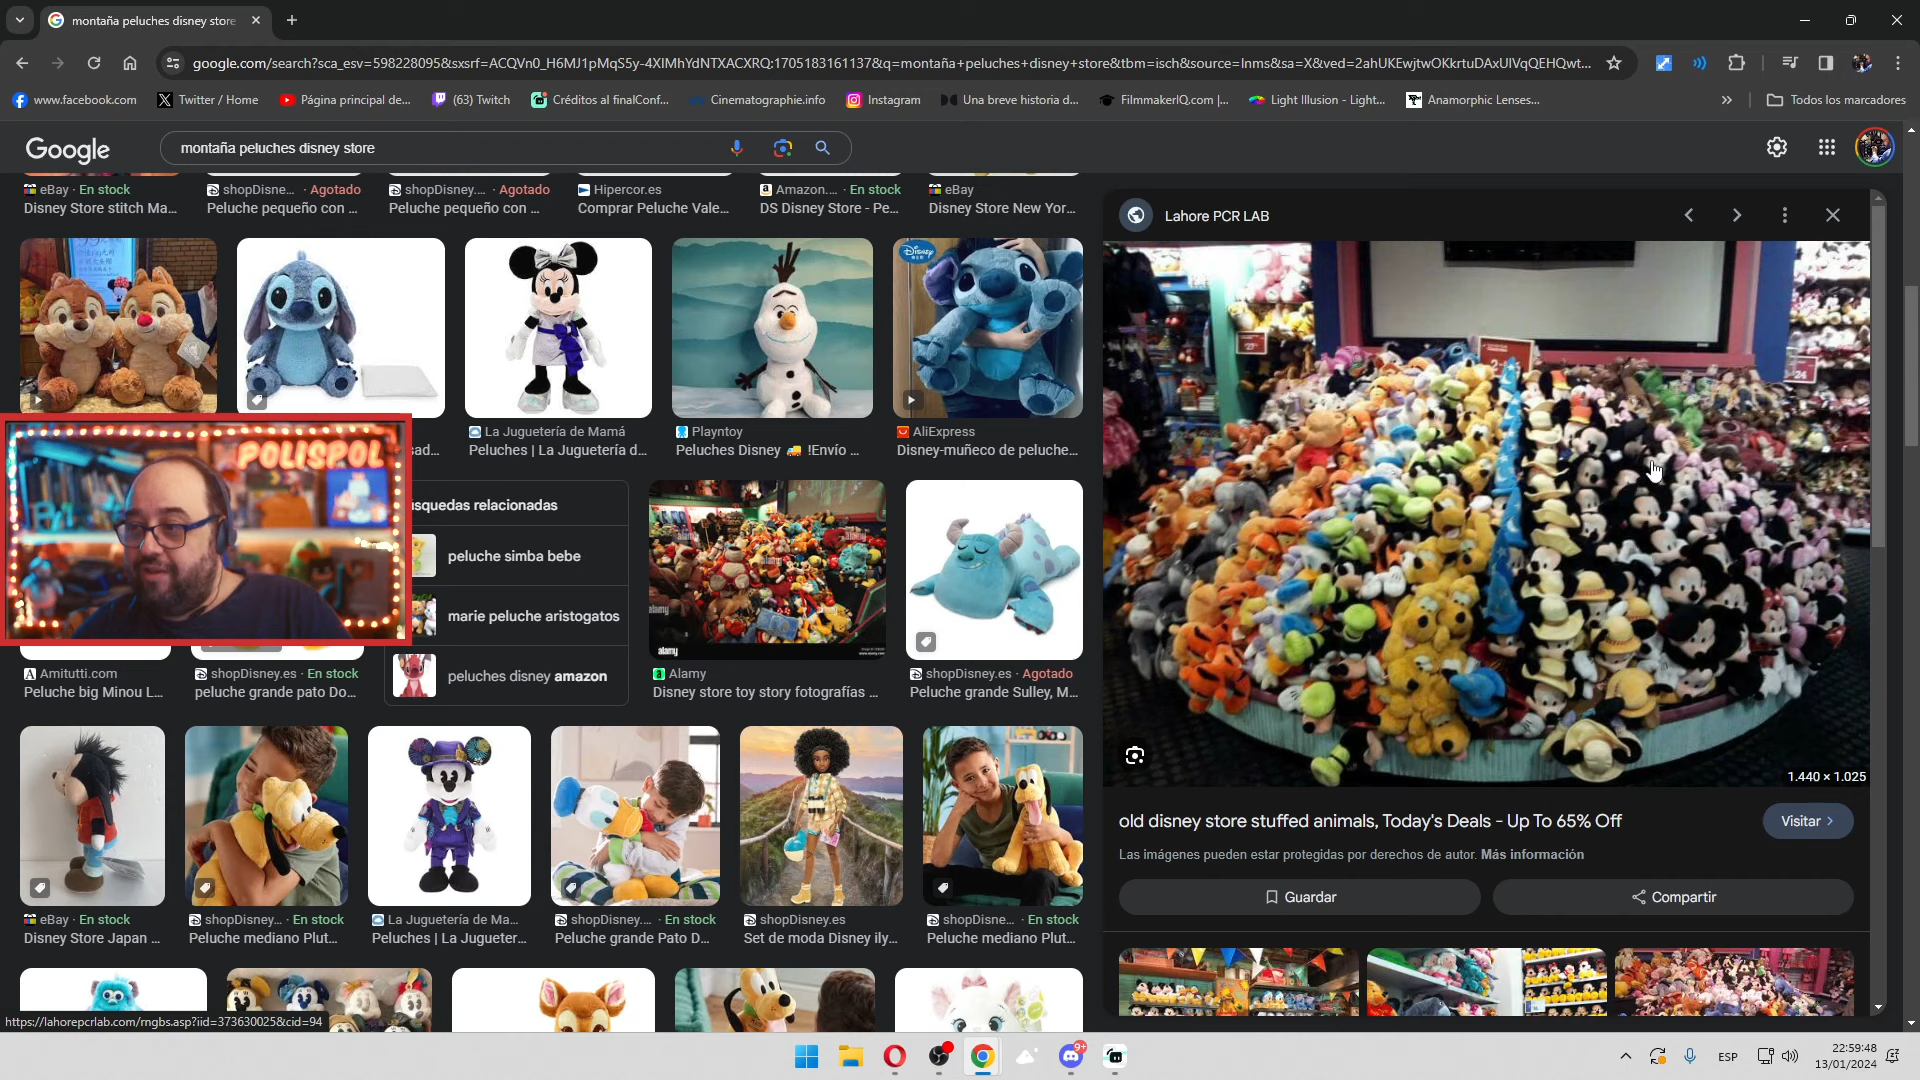 montaña peluches disney store
google.com/search?sca_esv=598228095&sxsrf=ACQVn0_H6MJ1pMqS5y-4XIMhYdNTXACXRQ:1705183161137&q=montaña+peluches+disney+store&tbm=isch&source=lnms&sa=X&ved=2ahUKEwjtwOKkrtuDAxUlVqQEHQwt...
www.facebook.com
Twitter / Home
Página principal de...
(63) Twitch
Créditos al finalConf...
Cinematographie.info
Instagram
Una breve historia d...
FilmmakerIQ.com |...
Light Illusion - Light...
Anamorphic Lenses...
Todos los marcadores
Google
montaña peluches disney store
eBay · En stock
Disney Store stitch Ma...
shopDisne... · Agotado
Peluche pequeño con ...
shopDisney.... · Agotado
Peluche pequeño con ...
Hipercor.es
Comprar Peluche Vale...
Amazon.... · En stock
DS Disney Store - Pe...
eBay
Disney Store New Yor...
Lahore PCR LAB
Disney
sad...
La Juguetería de Mamá
Peluches | La Juguetería d...
Playntoy
Peluches Disney 🚚 !Envío ...
AliExpress
Disney-muñeco de peluche...
POLISPOL
squedas relacionadas
peluche simba bebe
marie peluche aristogatos
peluches disney amazon
alamy
Amitutti.com
Peluche big Minou L...
shopDisney.es · En stock
peluche grande pato Do...
Alamy
Disney store toy story fotografías ...
shopDisney.es · Agotado
Peluche grande Sulley, M...
24
1.440 × 1.025
old disney store stuffed animals, Today's Deals - Up To 65% Off
Visitar
Las imágenes pueden estar protegidas por derechos de autor. Más información
Guardar
Compartir
eBay · En stock
Disney Store Japan ...
shopDisney... · En stock
Peluche mediano Plut...
La Juguetería de Ma...
Peluches | La Jugueter...
shopDisney.... · En stock
Peluche grande Pato D...
shopDisney.es
Set de moda Disney ily...
shopDisne... · En stock
Peluche mediano Plut...
https://lahorepcrlab.com/rngbs.asp?iid=373630025&cid=94
9+
ESP
22:59:48
13/01/2024